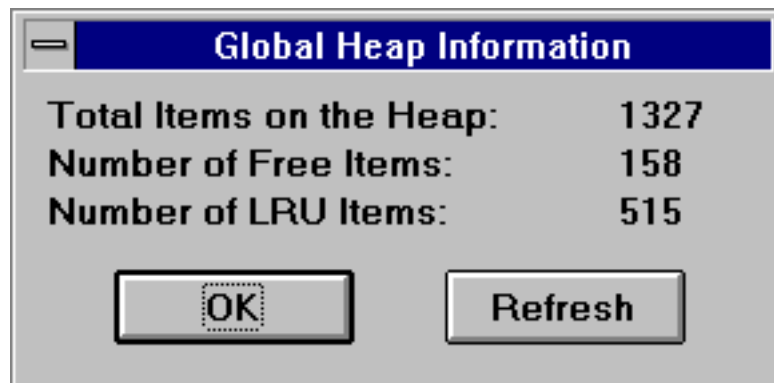 Global Heap Information
Total Items on the Heap: 1327
Number of Free Items: 158
Number of LRU Items: 515
OK Refresh